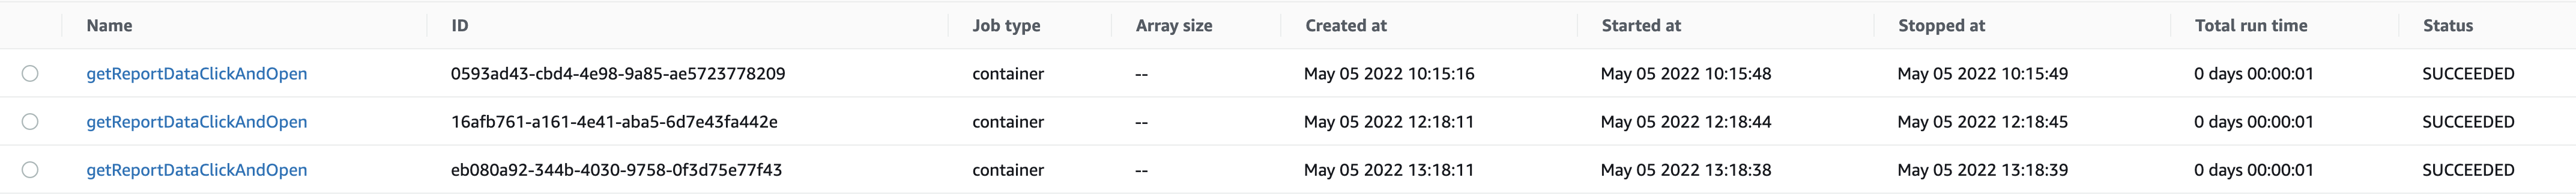 Name ID Job type Array size Created at Started at Stopped at Total run time Status
getReportDataClickAndOpen 0593ad43-cbd4-4e98-9a85-ae5723778209 container -- May 05 2022 10:15:16 May 05 2022 10:15:48 May 05 2022 10:15:49 0 days 00:00:01 SUCCEEDED
getReportDataClickAndOpen 16afb761-a161-4e41-aba5-6d7e43fa442e container -- May 05 2022 12:18:11 May 05 2022 12:18:44 May 05 2022 12:18:45 0 days 00:00:01 SUCCEEDED
getReportDataClickAndOpen eb080a92-344b-4030-9758-0f3d75e77f43 container -- May 05 2022 13:18:11 May 05 2022 13:18:38 May 05 2022 13:18:39 0 days 00:00:01 SUCCEEDED